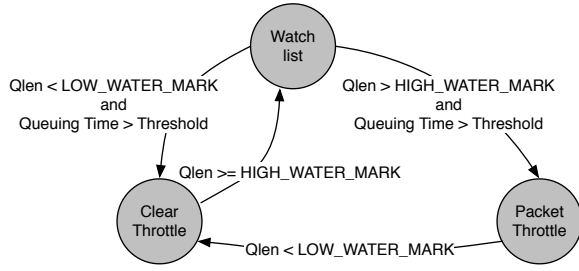 Watch
list
Qlen < LOW_WATER_MARK
and
Queuing Time > Threshold
Qlen > HIGH_WATER_MARK
and
Queuing Time > Threshold
Qlen >= HIGH_WATER_MARK
Clear
Throttle
Packet
Throttle
Qlen < LOW_WATER_MARK